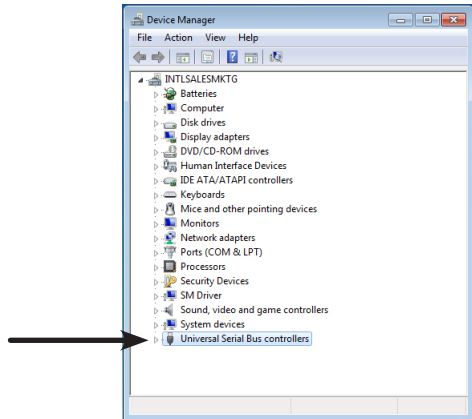 Device Manager
File Action View Help
INTLSALESMKTG
Batteries
Computer
Disk drives
Display adapters
DVD/CD-ROM drives
Human Interface Devices
IDE ATA/ATAPI controllers
Keyboards
Mice and other pointing devices
Monitors
Network adapters
Ports (COM & LPT)
Processors
Security Devices
SM Driver
Sound, video and game controllers
System devices
Universal Serial Bus controllers